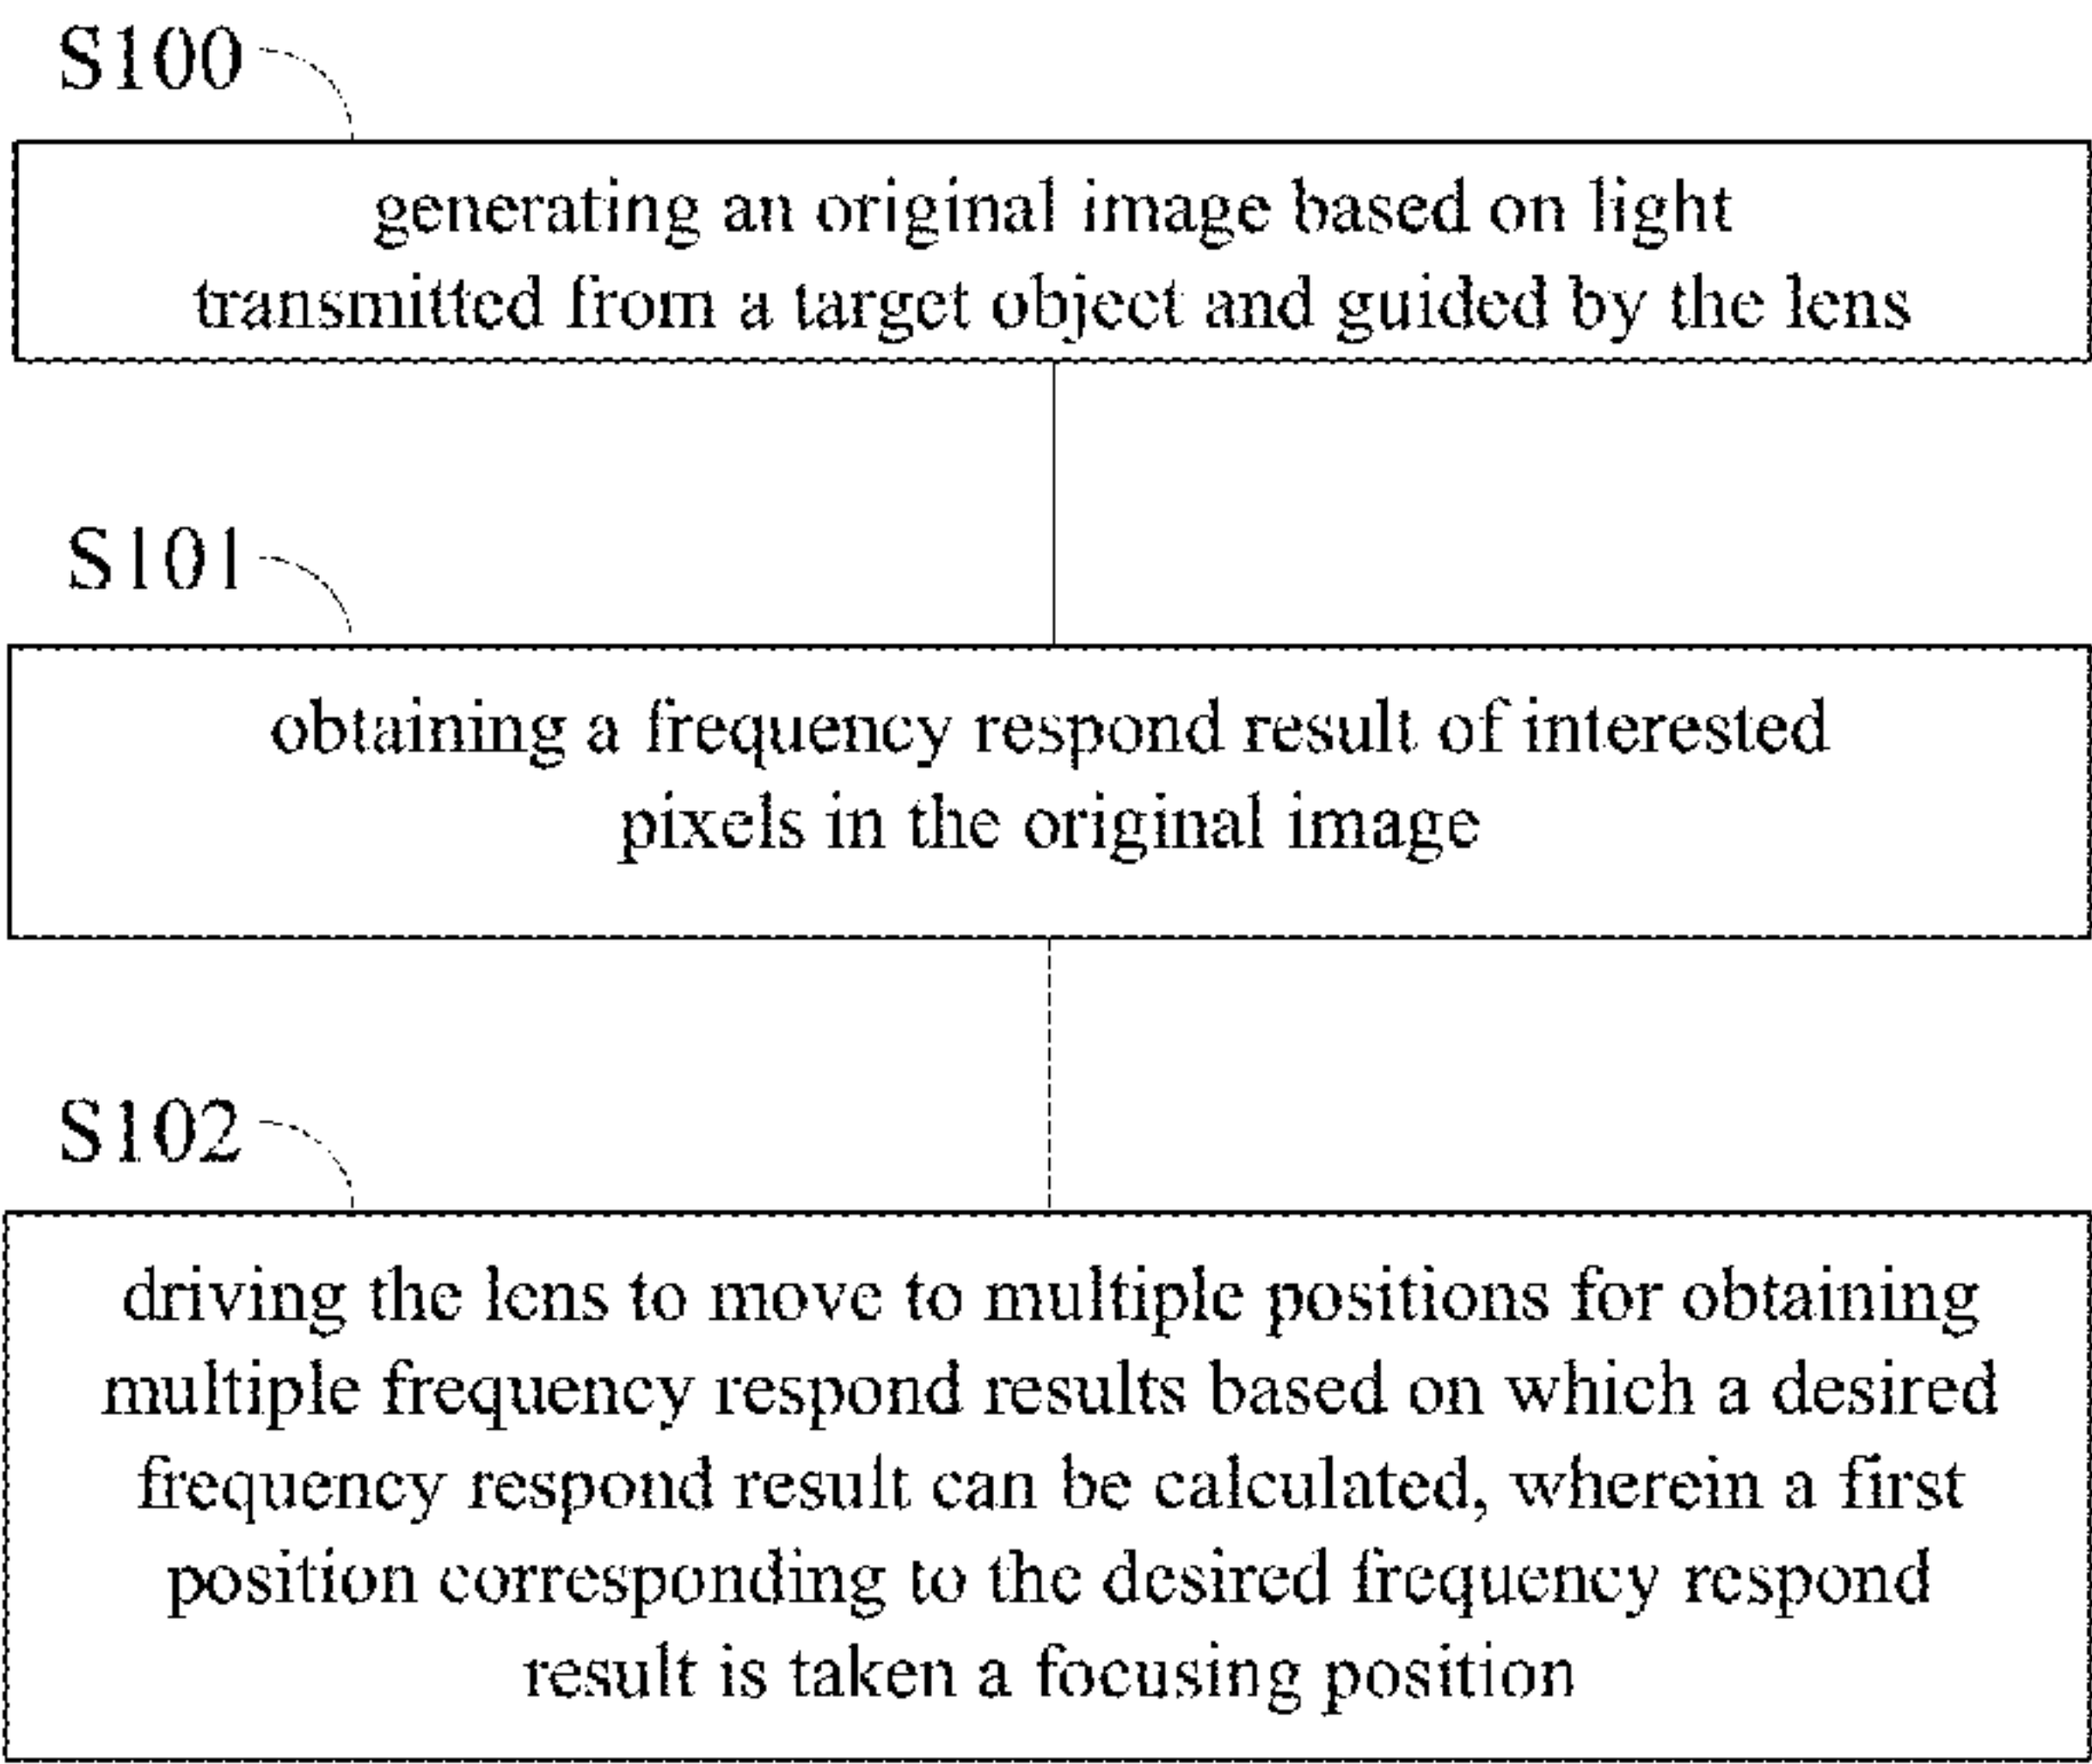 S100
generating an original image based on light
transmitted from a target object and guided by the lens
S101
obtaining a frequency respond result of interested
pixels in the original image
S102
driving the lens to move to multiple positions for obtaining
multiple frequency respond results based on which a desired
frequency respond result can be calculated, wherein a first
position corresponding to the desired frequency respond
result is taken a focusing position